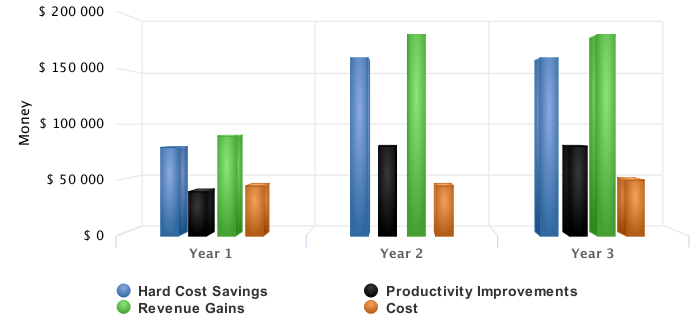 $ 200 000
$ 150 000
$ 100 000
$ 50 000
$ 0
Money
Year 1 Year 2 Year 3
Hard Cost Savings Productivity Improvements
Revenue Gains Cost